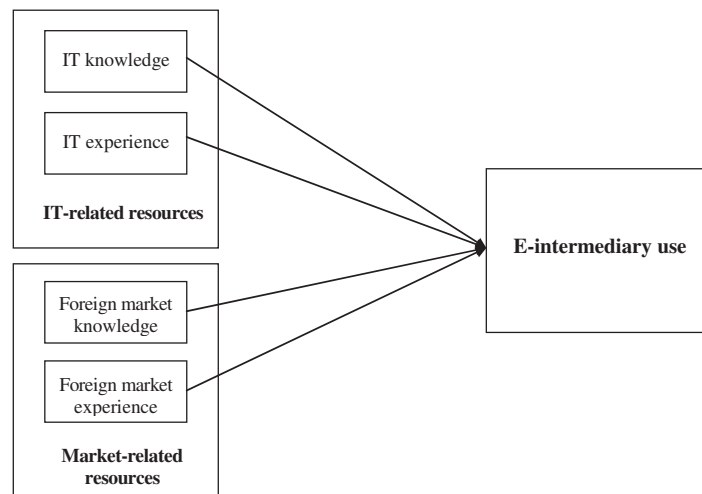 IT knowledge
IT experience
IT-related resources
E-intermediary use
Foreign market
knowledge
Foreign market
experience
Market-related
resources